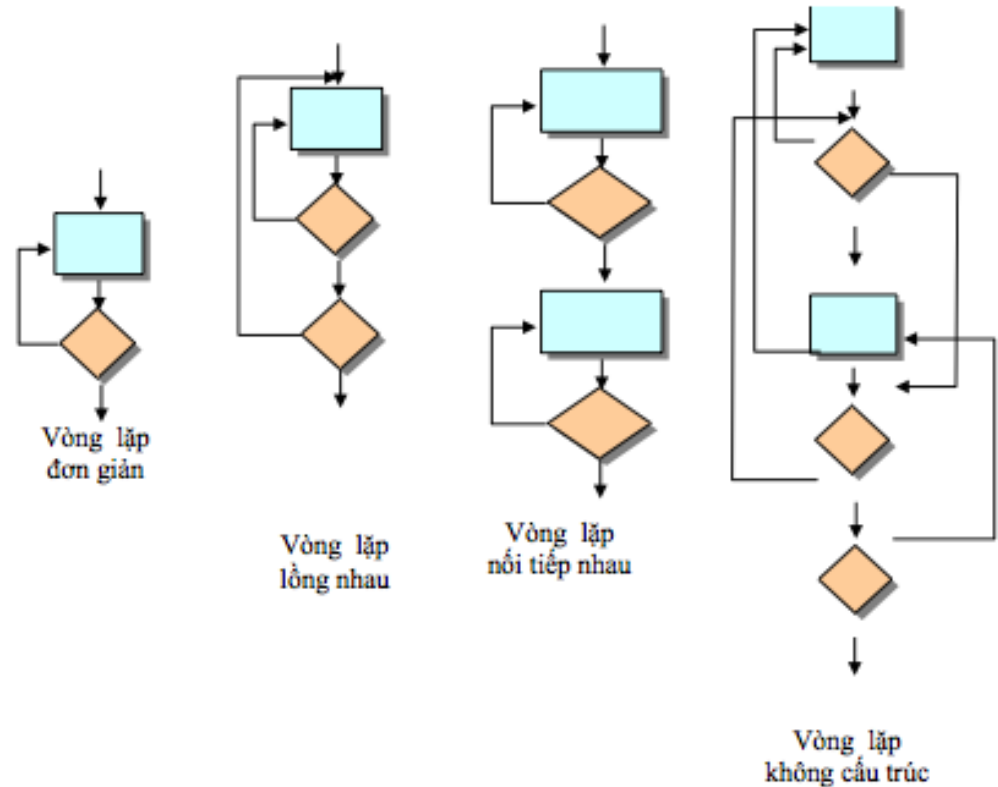 Vòng lặp
đơn giản
Vòng lặp
lồng nhau
Vòng lặp
nối tiếp nhau
Vòng lặp
không cấu trúc